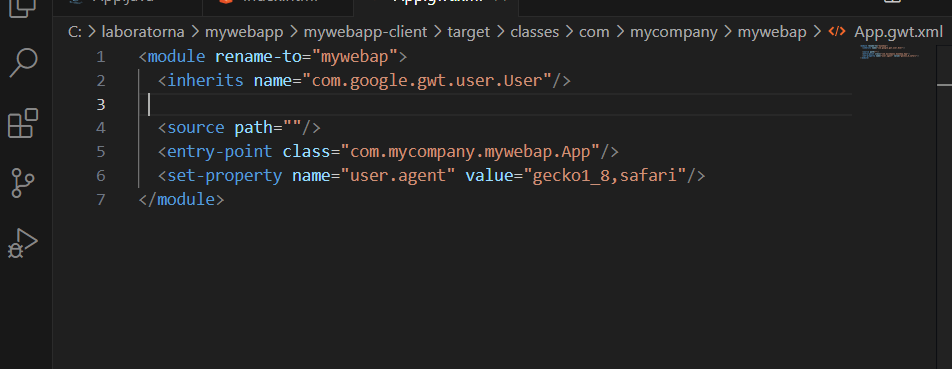 C: > laboratorna > mywebapp > mywebapp-client > target > classes > com > mycompany > mywebap > App.gwt.xml
1 <module rename-to="mywebap">
2 <inherits name="com.google.gwt.user.User"/>
3
4 <source path=""/>
5 <entry-point class="com.mycompany.mywebap.App"/>
6 <set-property name="user.agent" value="gecko1_8,safari"/>
7 </module>